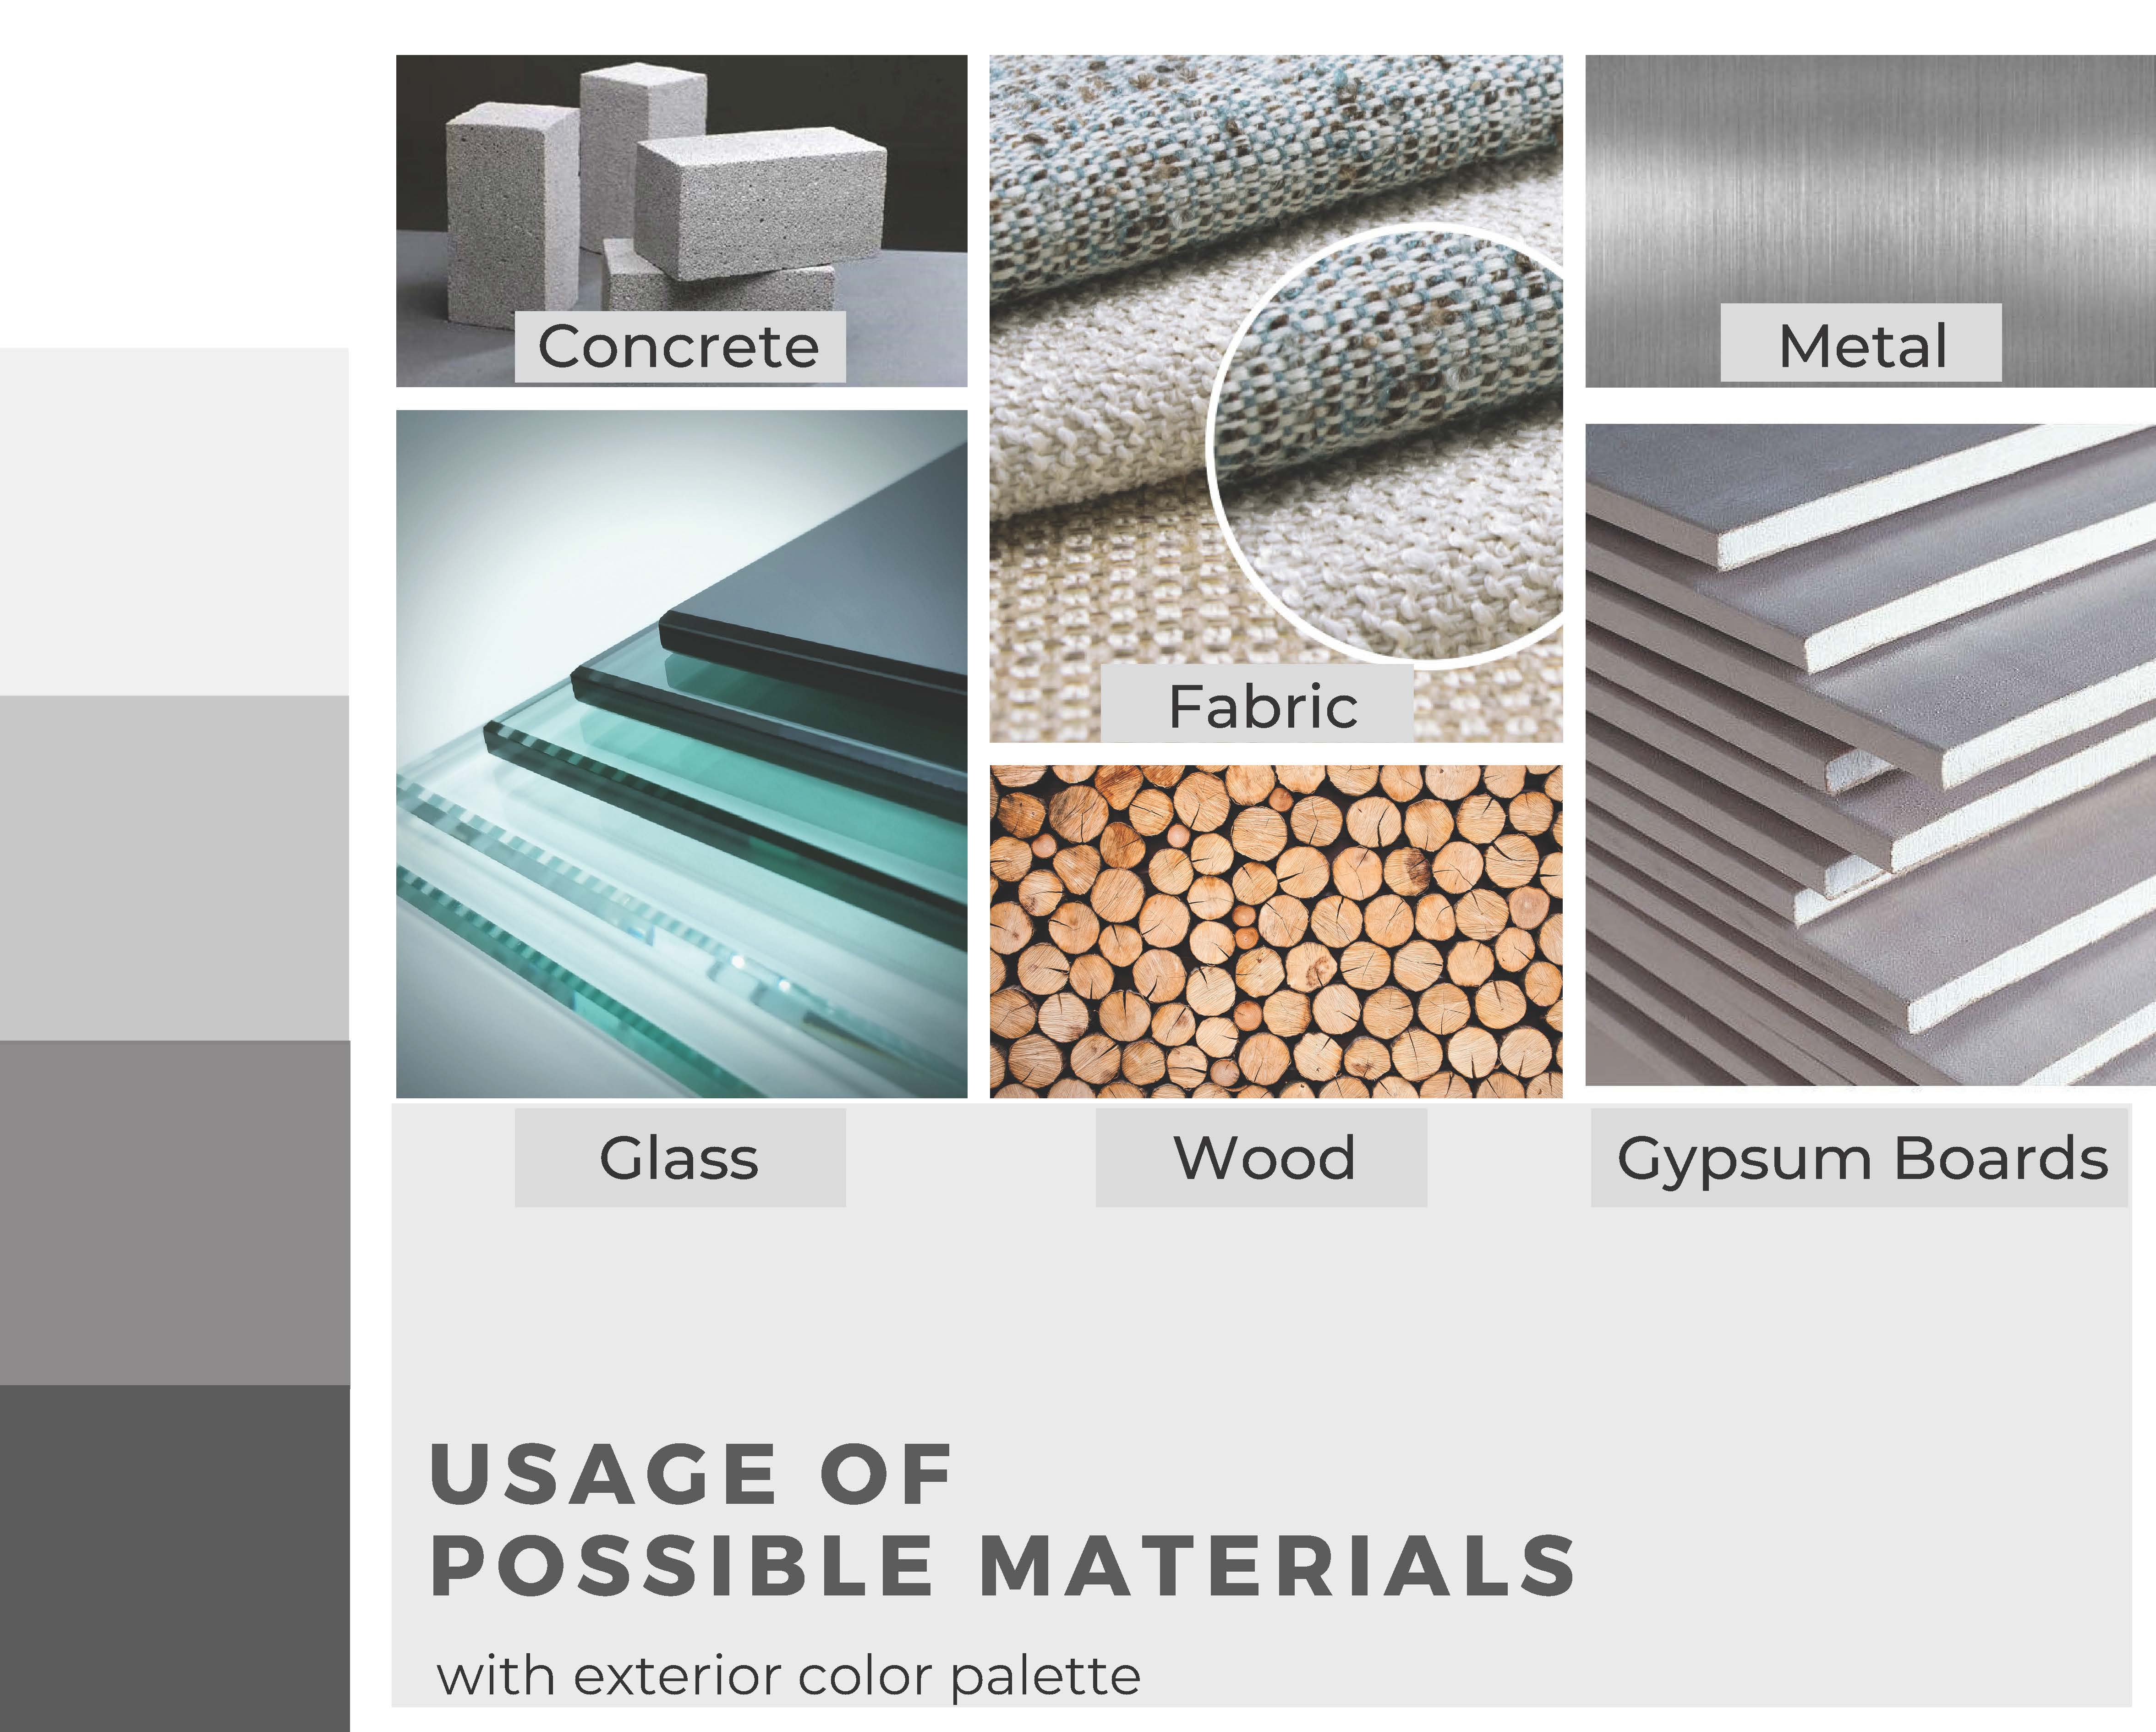 Concrete
Metal
Fabric
Glass
Wood
Gypsum Boards
USAGE OF
POSSIBLE MATERIALS
with exterior color palette